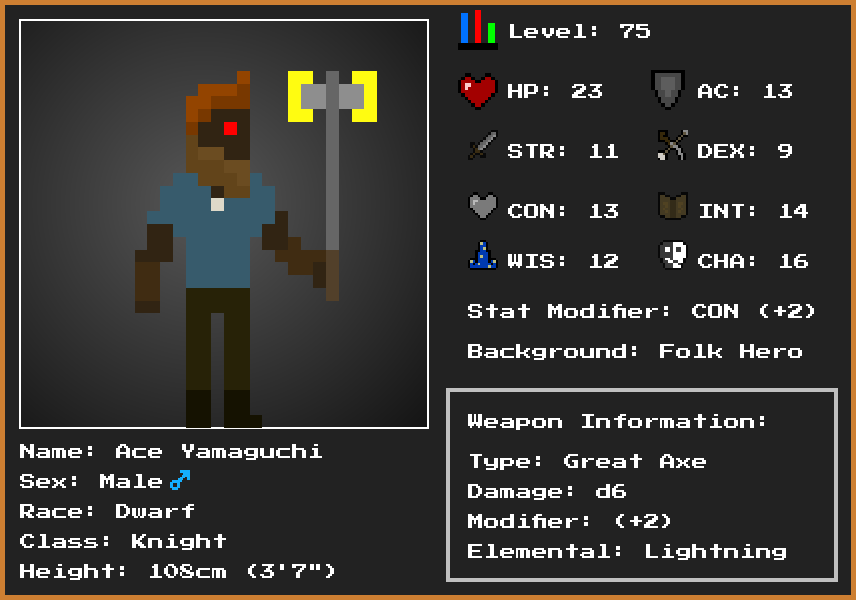 Level: 75
HP: 23
AC: 13
STR: 11
DEX: 9
CON: 13
INT: 14
WIS: 12
CHA: 16
Stat Modifier: CON (+2)
Background: Folk Hero
Weapon Information:
Type: Great Axe
Damage: d6
Modifier: (+2)
Elemental: Lightning
Name: Ace Yamaguchi
Sex: Male♂
Race: Dwarf
Class: Knight
Height: 108cm (3'7")